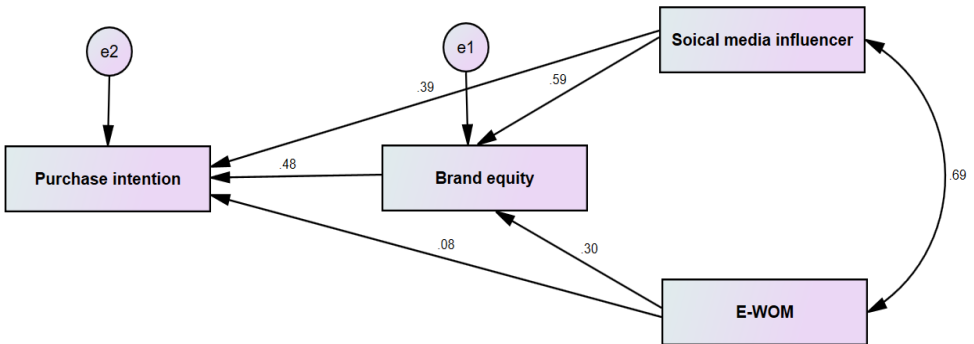 Soical media influencer
e2
e1
.39
.59
.69
Purchase intention
.48
Brand equity
.08
.30
E-WOM